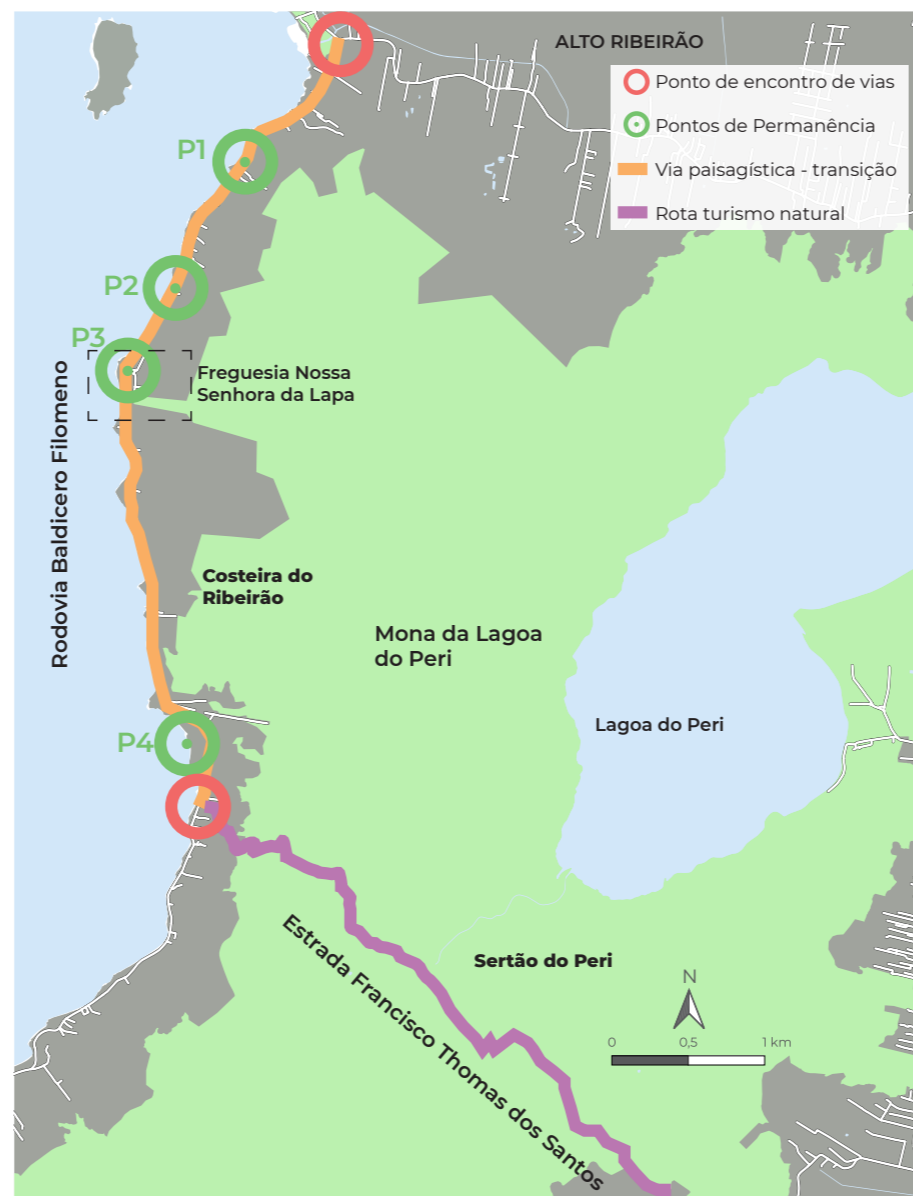 ALTO RIBEIRÃO
Ponto de encontro de vias
Pontos de Permanência
Via paisagística - transição
Rota turismo natural
P1
P2
P3
Freguesia Nossa
Senhora da Lapa
Rodovia Baldicero Filomeno
Costeira do
Ribeirão
Mona da Lagoa
do Peri
Lagoa do Peri
P4
Estrada Francisco Thomas dos Santos
Sertão do Peri
N
0 0,5 1 km